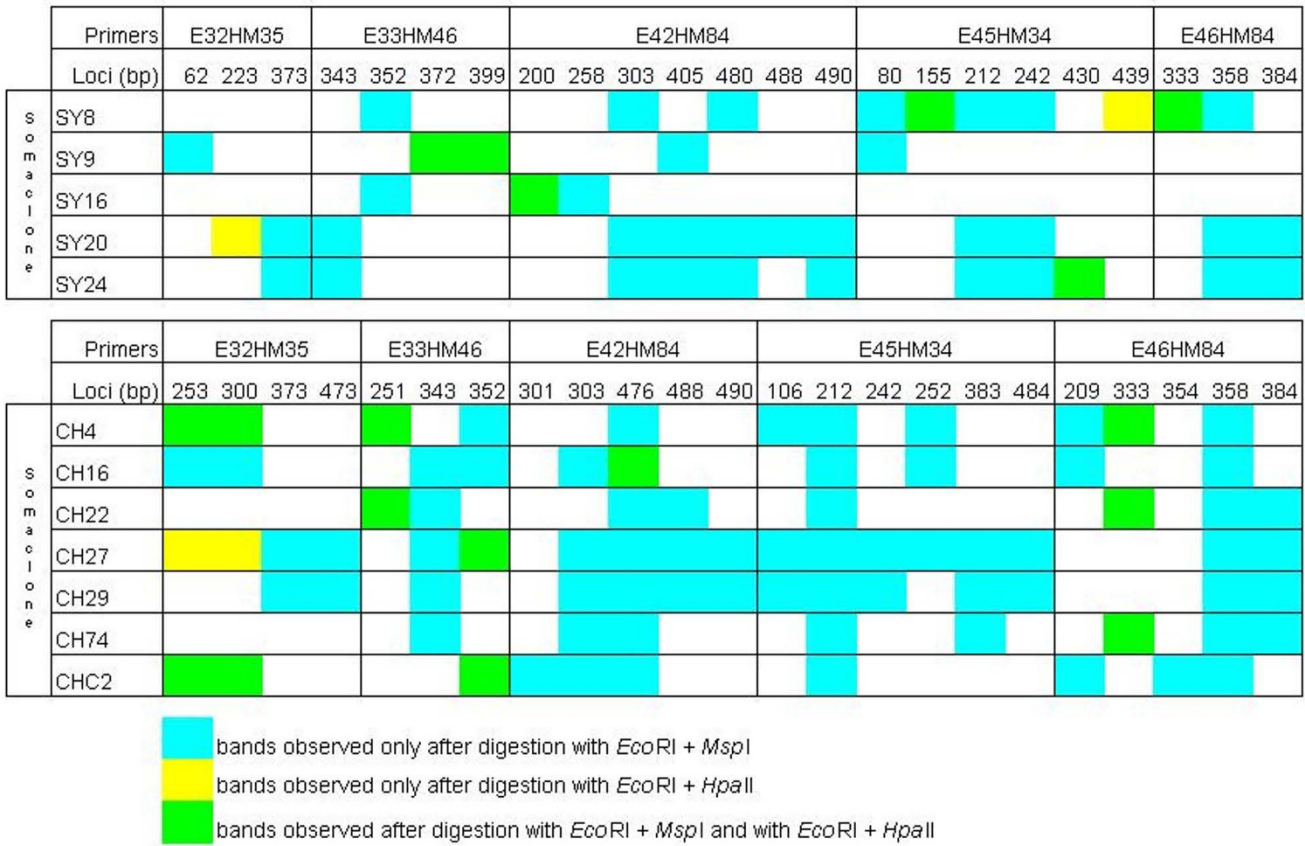 Primers E32HM35 E33HM46 E42HM84 E45HM34 E46HM84
Loci (bp) 62 223 373 343 352 372 399 200 258 303 405 480 488 490 80 155 212 242 430 439 333 358 384
somaclone
SY8
SY9
SY16
SY20
SY24
Primers E32HM35 E33HM46 E42HM84 E45HM34 E46HM84
Loci (bp) 253 300 373 473 251 343 352 301 303 476 488 490 106 212 242 252 383 484 209 333 354 358 384
somaclone
CH4
CH16
CH22
CH27
CH29
CH74
CHC2
bands observed only after digestion with EcoRI + MspI
bands observed only after digestion with EcoRI + HpaII
bands observed after digestion with EcoRI + MspI and with EcoRI + HpaII